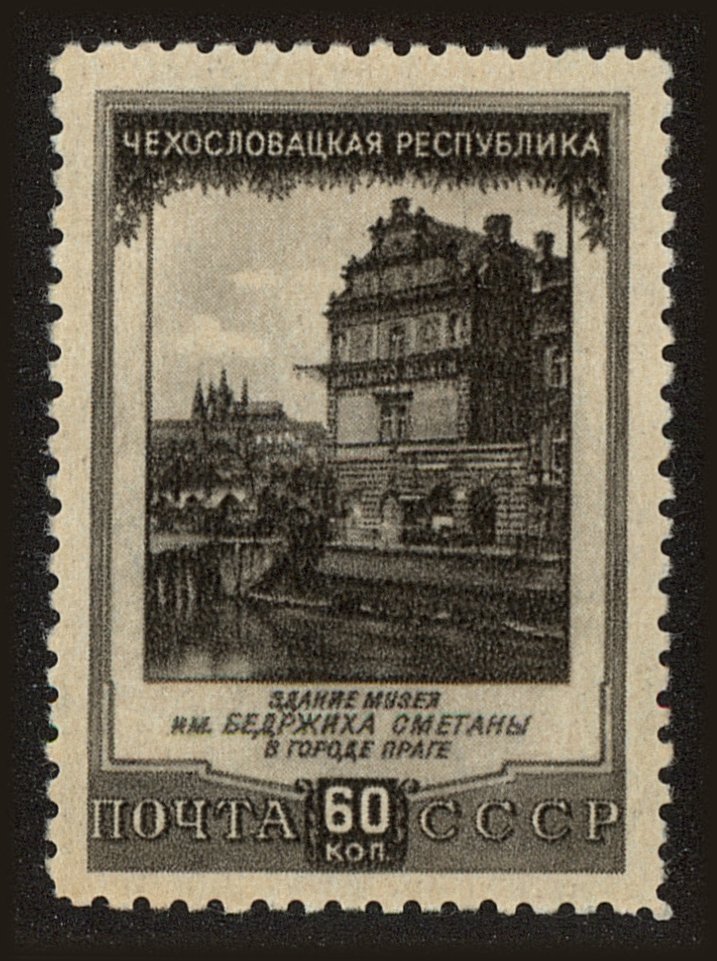 ЧЕХОСЛОВАЦКАЯ РЕСПУБЛИКА
ЗДАНИЕ МУЗЕЯ
ИМ. БЕДРЖИХА СМЕТАНЫ
В ГОРОДЕ ПРАГЕ
ПОЧТА 60 СССР
КОП.